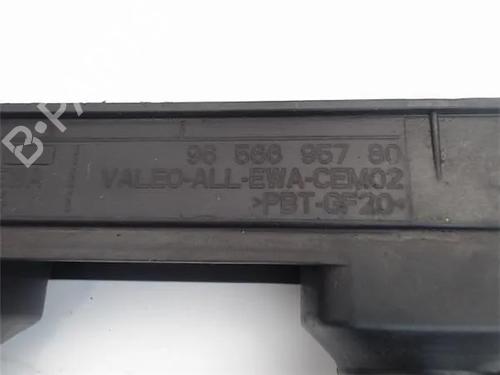 96 566 957 80
VALEO-ALL-EWA-CEM02
>PBT-GF20<